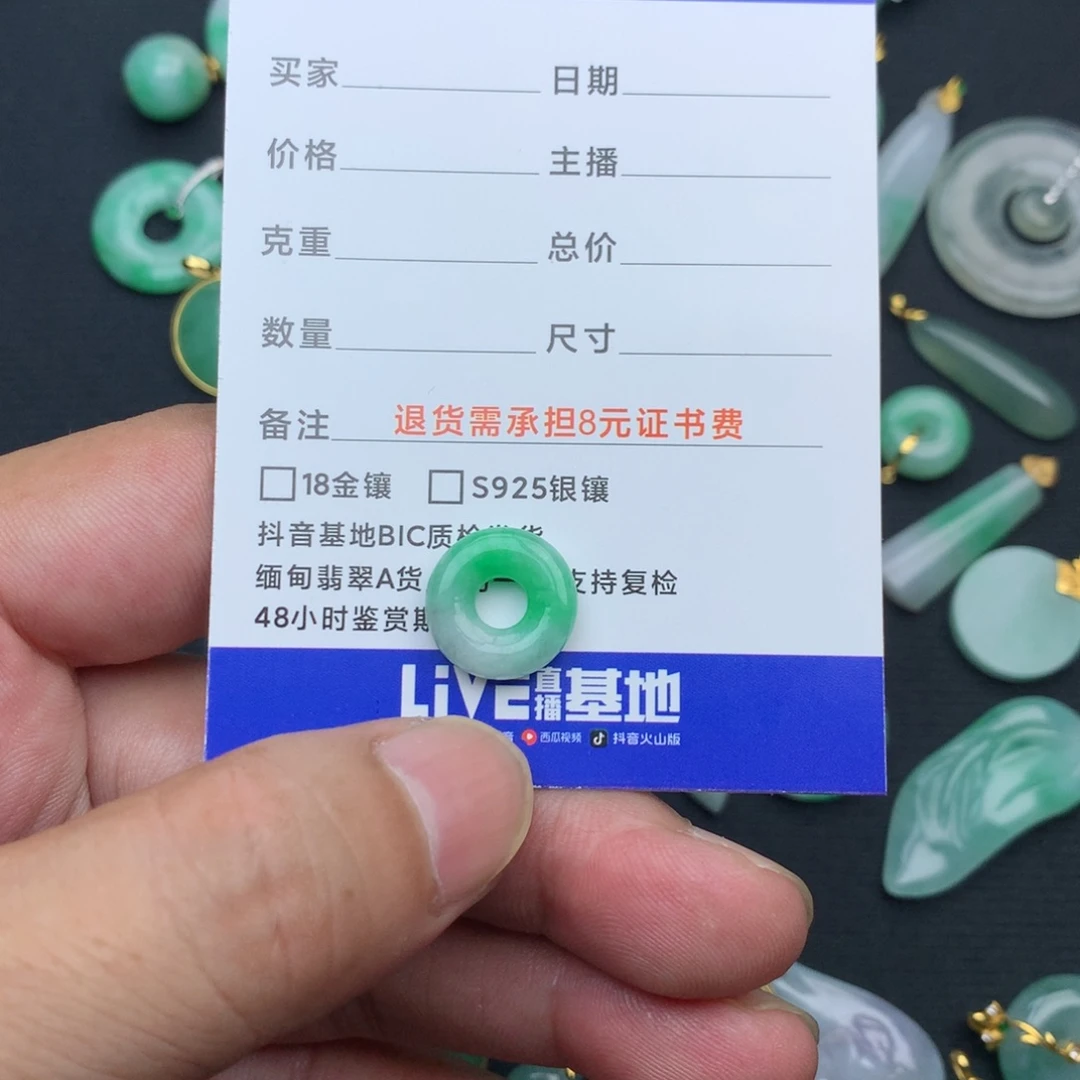 买家 日期
价格 主播
克重 总价
数量 尺寸
备注 退货需承担8元证书费
18金镶 S925银镶
抖音基地BIC质检发货
缅甸翡翠A货 支持复检
48小时鉴赏期
LiVE直播基地
音 西瓜视频 抖音火山版